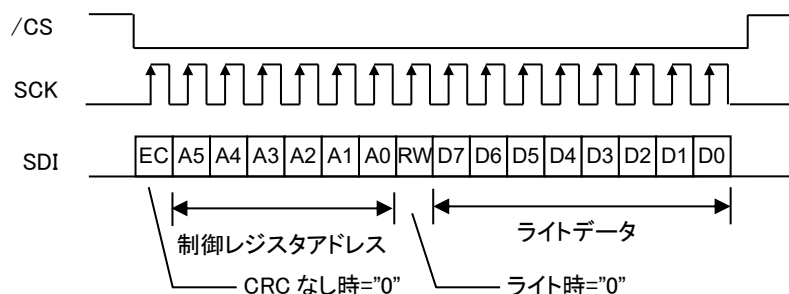 /CS
SCK
SDI EC A5 A4 A3 A2 A1 A0 RW D7 D6 D5 D4 D3 D2 D1 D0
制御レジスタアドレス ライトデータ
CRC なし時="0" ライト時="0"